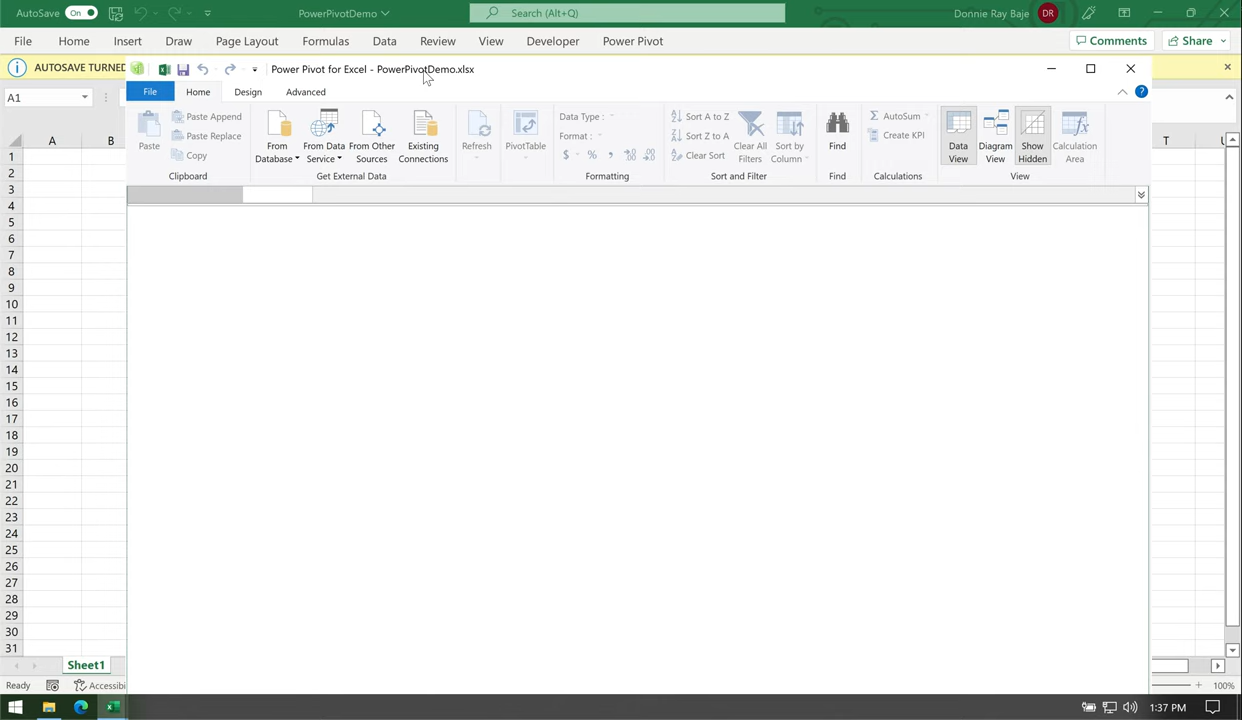 AutoSave On PowerPivotDemo Search (Alt+Q) Donnie Ray Baje DR
File Home Insert Draw Page Layout Formulas Data Review View Developer Power Pivot Comments Share
AUTOSAVE TURNED
Power Pivot for Excel - PowerPivotDemo.xlsx
A1
File Home Design Advanced
Paste
Paste Append
Paste Replace
Copy
Clipboard
From Database
From Data Service
From Other Sources
Existing Connections
Get External Data
Refresh
PivotTable
Data Type :
Format :
$ % ,
Formatting
Sort A to Z
Sort Z to A
Clear Sort
Clear All Filters
Sort by Column
Sort and Filter
Find
Find
AutoSum
Create KPI
Calculations
Data View
Diagram View
Show Hidden
Calculation Area
View
A B T U
1
2
3
4
5
6
7
8
9
10
11
12
13
14
15
16
17
18
19
20
21
22
23
24
25
26
27
28
29
30
31
Sheet1
Ready Accessibi 100%
1:37 PM